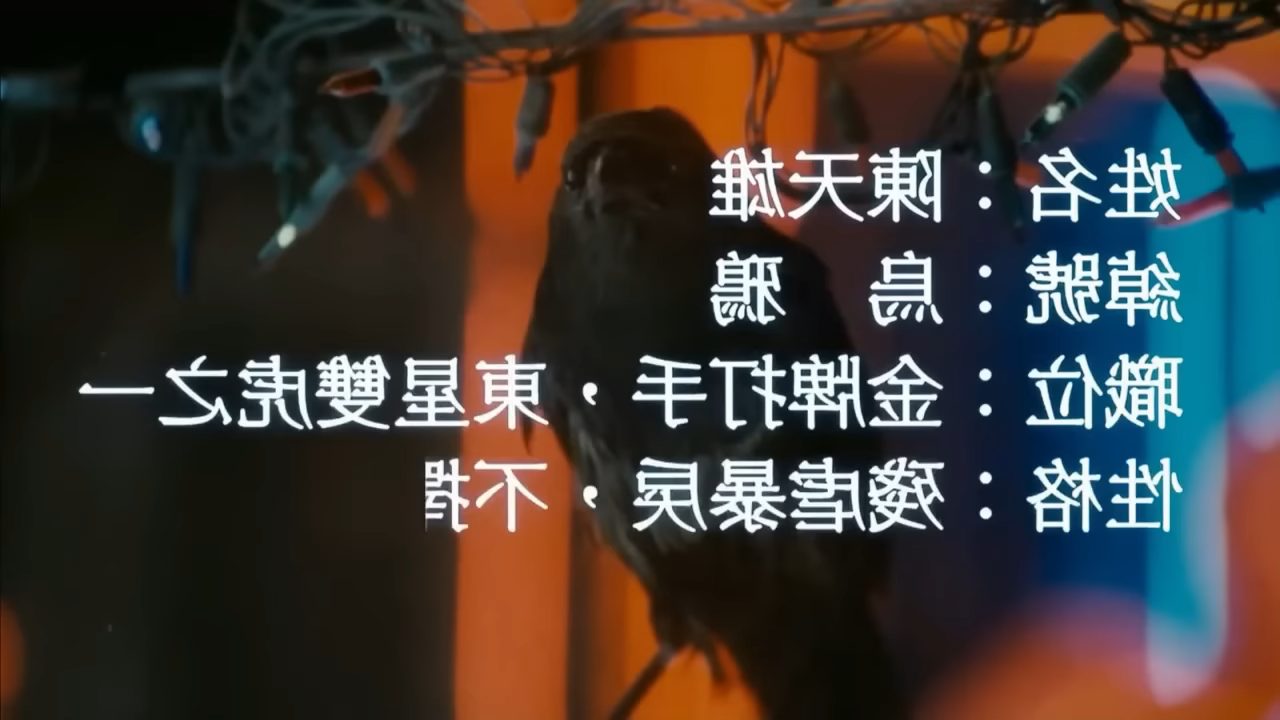 姓名：陳天雄
綽號：烏　鴉
職位：金牌打手，東星雙虎之一
性格：殘虐暴戾，不